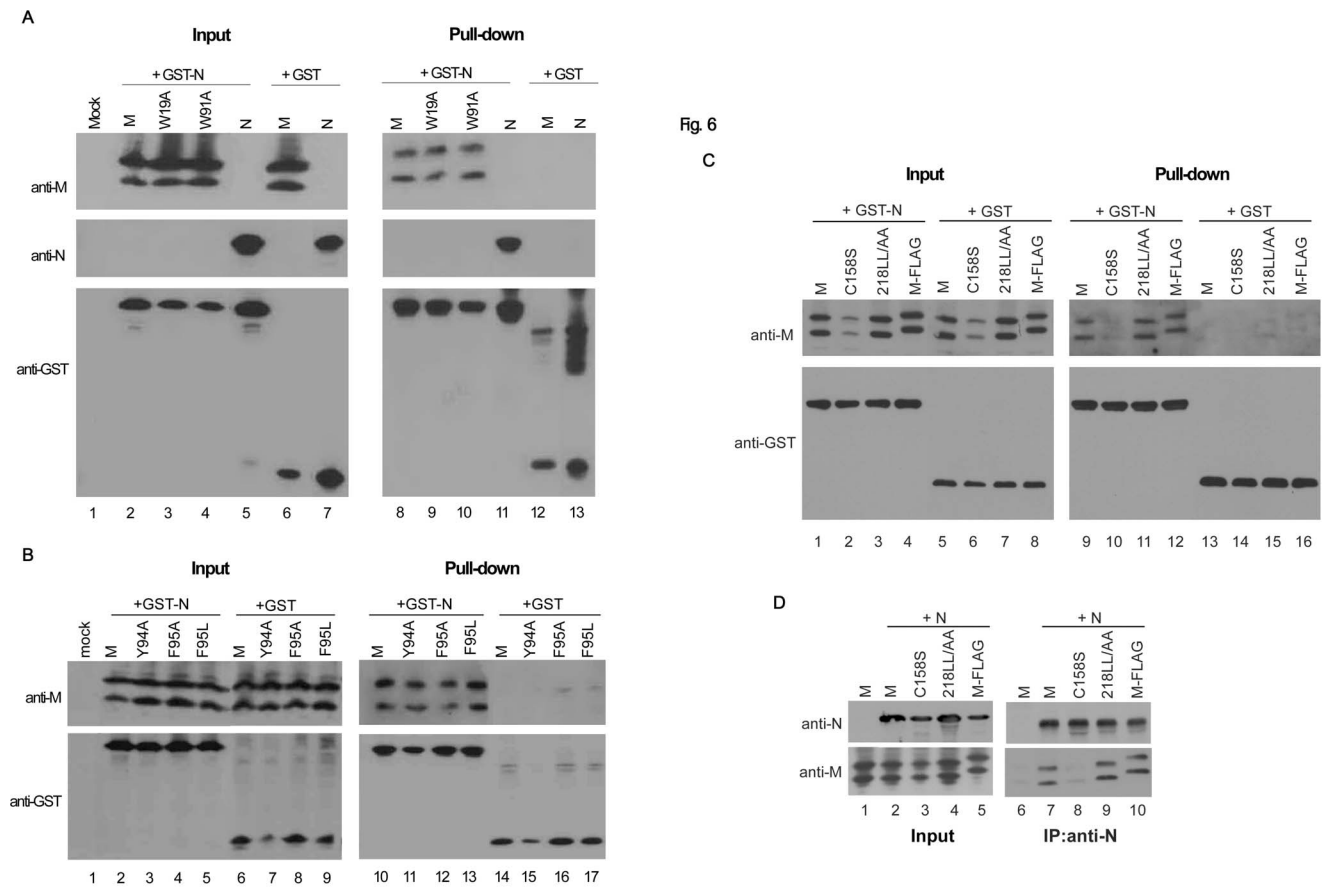 A
Input
Pull-down
+ GST-N
+ GST
+ GST-N
+ GST
Mock
M
W19A
W91A
N
M
N
M
W19A
W91A
N
M
N
anti-M
anti-N
anti-GST
1 2 3 4 5 6 7 8 9 10 11 12 13
B
Input
Pull-down
+GST-N
+GST
+GST-N
+GST
mock
M
Y94A
F95A
F95L
M
Y94A
F95A
F95L
M
Y94A
F95A
F95L
M
Y94A
F95A
F95L
anti-M
anti-GST
1 2 3 4 5 6 7 8 9 10 11 12 13 14 15 16 17
Fig. 6
C
Input
Pull-down
+ GST-N
+ GST
+ GST-N
+ GST
M
C158S
218LL/AA
M-FLAG
M
C158S
218LL/AA
M-FLAG
M
C158S
218LL/AA
M-FLAG
M
C158S
218LL/AA
M-FLAG
anti-M
anti-GST
1 2 3 4 5 6 7 8 9 10 11 12 13 14 15 16
D
+ N
+ N
M
M
C158S
218LL/AA
M-FLAG
M
M
C158S
218LL/AA
M-FLAG
anti-N
anti-M
1 2 3 4 5 6 7 8 9 10
Input
IP:anti-N